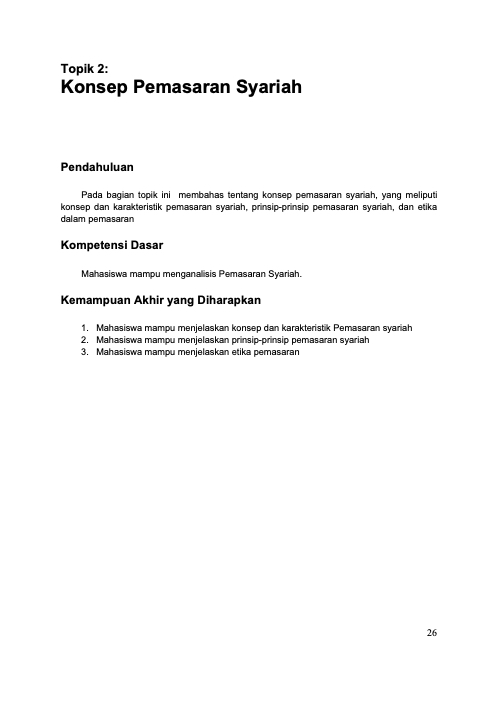 Topik 2:
Konsep Pemasaran Syariah
Pendahuluan
Pada bagian topik ini  membahas tentang konsep pemasaran syariah, yang meliputi
konsep dan karakteristik pemasaran syariah, prinsip-prinsip pemasaran syariah, dan etika
dalam pemasaran
Kompetensi Dasar
Mahasiswa mampu menganalisis Pemasaran Syariah.
Kemampuan Akhir yang Diharapkan
1. Mahasiswa mampu menjelaskan konsep dan karakteristik Pemasaran syariah
2. Mahasiswa mampu menjelaskan prinsip-prinsip pemasaran syariah
3. Mahasiswa mampu menjelaskan etika pemasaran
26